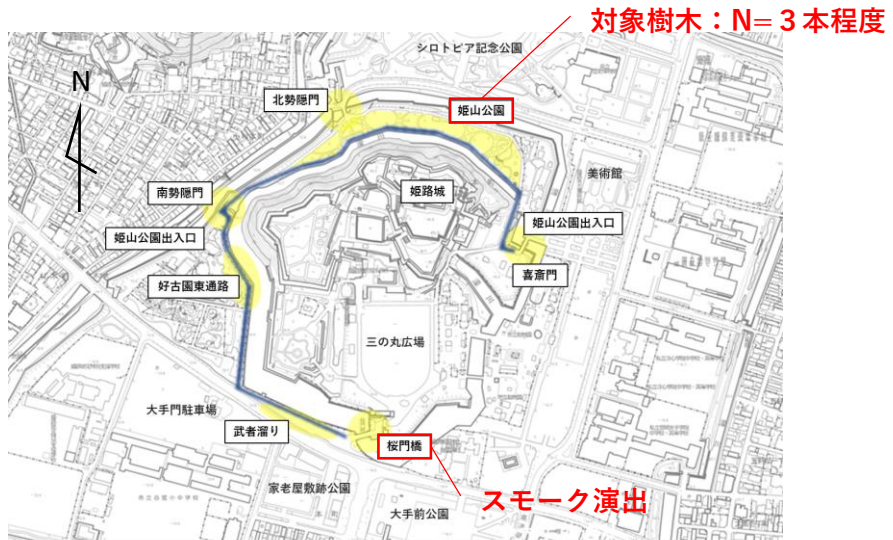 対象樹木：N=３本程度
シロトピア記念公園
N
北勢隠門
姫山公園
美術館
南勢隠門
姫路城
姫山公園出入口
姫山公園出入口
喜斎門
好古園東通路
三の丸広場
大手門駐車場
武者溜り
桜門橋
家老屋敷跡公園
スモーク演出
大手前公園